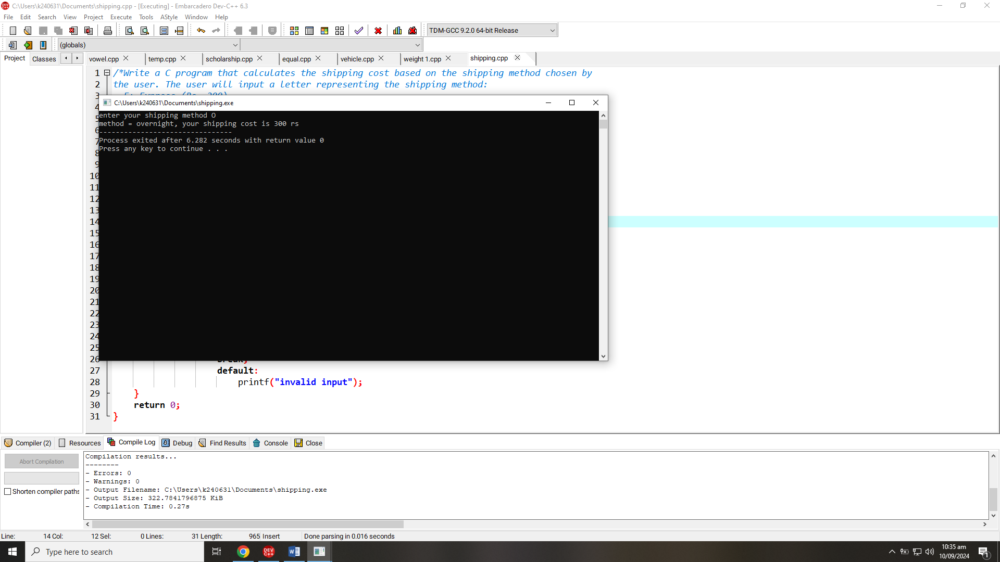 C:\Users\k240631\Documents\shipping.cpp - [Executing] - Embarcadero Dev-C++ 6.3
File Edit Search View Project Execute Tools AStyle Window Help
TDM-GCC 9.2.0 64-bit Release
(globals)
Project Classes vowel.cpp temp.cpp scholarship.cpp equal.cpp vehicle.cpp weight 1.cpp shipping.cpp
1 /*Write a C program that calculates the shipping cost based on the shipping method chosen by
2 the user. The user will input a letter representing the shipping method:
3
C:\Users\k240631\Documents\shipping.exe
enter your shipping method O
method = overnight, your shipping cost is 300 rs
--------------------------------
Process exited after 6.282 seconds with return value 0
Press any key to continue . . .
4
5
6
7
8
9
10
11
12
13
14
15
16
17
18
19
20
21
22
23
24
25
26 break;
27 default:
28 printf("invalid input");
29 }
30 return 0;
31 }
Compiler (2) Resources Compile Log Debug Find Results Console Close
Abort Compilation
Shorten compiler paths
Compilation results...
--------
- Errors: 0
- Warnings: 0
- Output Filename: C:\Users\k240631\Documents\shipping.exe
- Output Size: 322.7841796875 KiB
- Compilation Time: 0.27s
Line: 14 Col: 12 Sel: 0 Lines: 31 Length: 965 Insert Done parsing in 0.016 seconds
Type here to search
DEV C++
10:35 am
10/09/2024
1